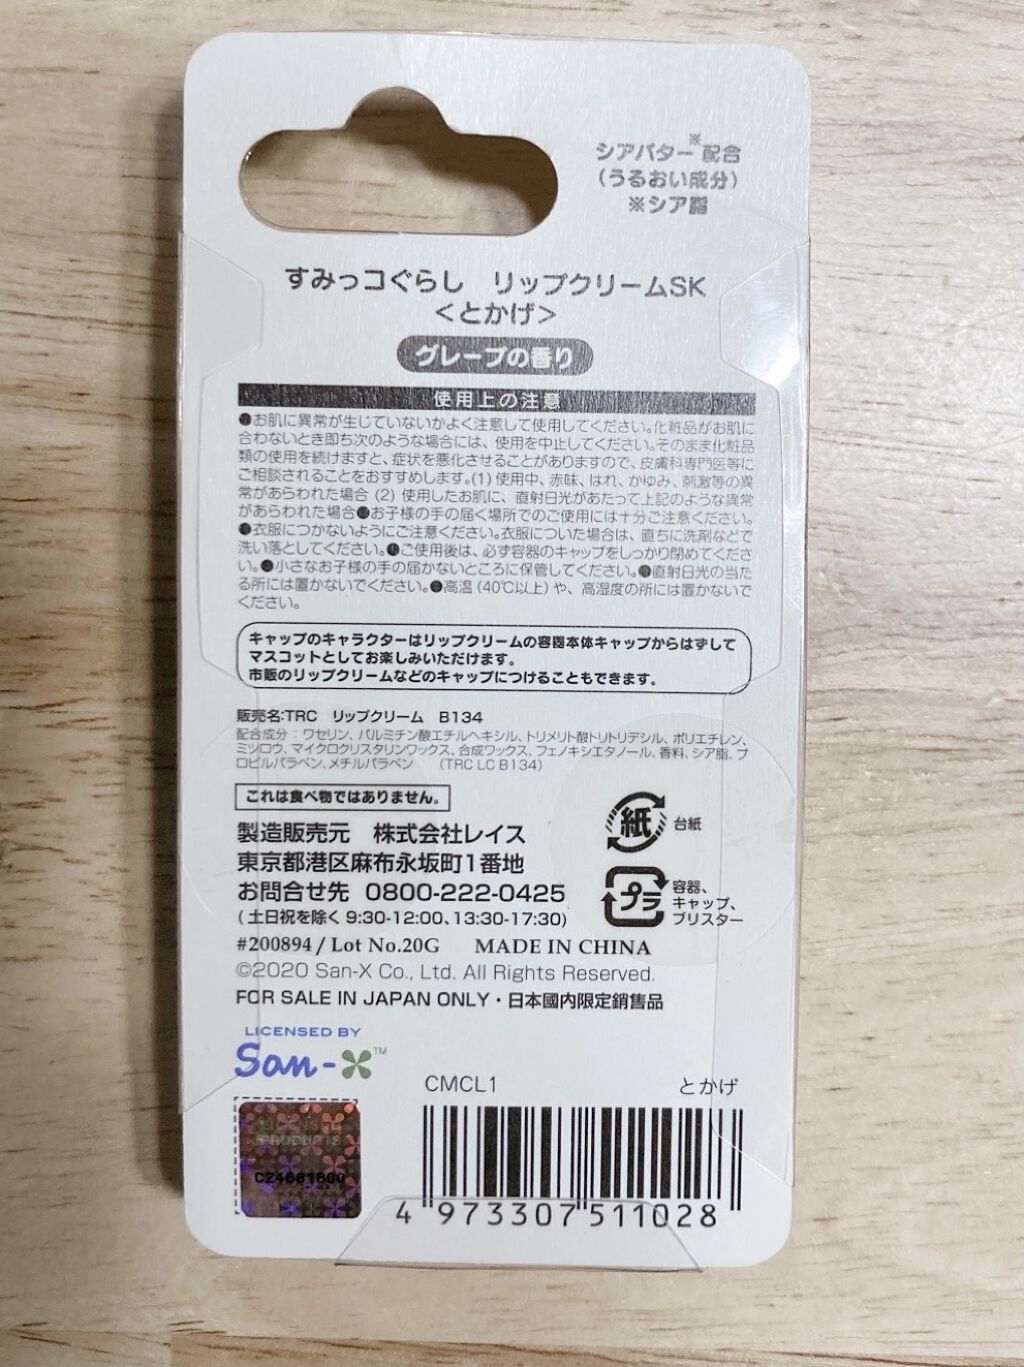 シアバター※配合
（うるおい成分）
※シア脂
すみっコぐらし　リップクリームSK
＜とかげ＞
グレープの香り
使用上の注意
●お肌に異常が生じていないかよく注意して使用してください。化粧品がお肌に
合わないとき即ち次のような場合には、使用を中止してください。そのまま化粧品
類の使用を続けますと、症状を悪化させることがありますので、皮膚科専門医等に
ご相談されることをおすすめします。(1) 使用中、赤味、はれ、かゆみ、刺激等の異
常があらわれた場合 (2) 使用したお肌に、直射日光があたって上記のような異常
があらわれた場合●お子様の手の届く場所でのご使用には十分ご注意ください。
●衣服につかないようにご注意ください。衣服についた場合は、直ちに洗剤などで
洗い落としてください。●ご使用後は、必ず容器のキャップをしっかり閉めてくださ
い。●小さなお子様の手の届かないところに保管してください。●直射日光の当た
る所には置かないでください。●高温 (40℃以上) や、高湿度の所には置かないで
ください。
キャップのキャラクターはリップクリームの容器本体キャップからはずして
マスコットとしてお楽しみいただけます。
市販のリップクリームなどのキャップにつけることもできます。
販売名:TRC　リップクリーム　B134
配合成分 : ワセリン、パルミチン酸エチルヘキシル、トリメリト酸トリトリデシル、ポリエチレン、
ミツロウ、マイクロクリスタリンワックス、合成ワックス、フェノキシエタノール、香料、シア脂、プ
ロピルパラベン、メチルパラベン　（TRC LC B134）
これは食べ物ではありません。
製造販売元　株式会社レイス
東京都港区麻布永坂町1番地
お問合せ先　0800-222-0425
( 土日祝を除く 9:30-12:00、13:30-17:30)
紙 台紙
プラ 容器、
キャップ、
ブリスター
#200894 / Lot No.20G　MADE IN CHINA
©2020 San-X Co., Ltd. All Rights Reserved.
FOR SALE IN JAPAN ONLY・日本國内限定銷售品
LICENSED BY
San-X™
CMCL1　とかげ
LICENSED
PRODUCTS
4 973307 511028